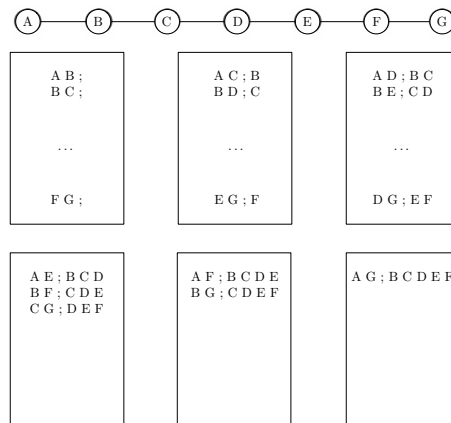 A B C D E F G
A B ;
B C ;
...
F G ;
A C ; B
B D ; C
...
E G ; F
A D ; B C
B E ; C D
...
D G ; E F
A E ; B C D
B F ; C D E
C G ; D E F
A F ; B C D E
B G ; C D E F
A G ; B C D E F